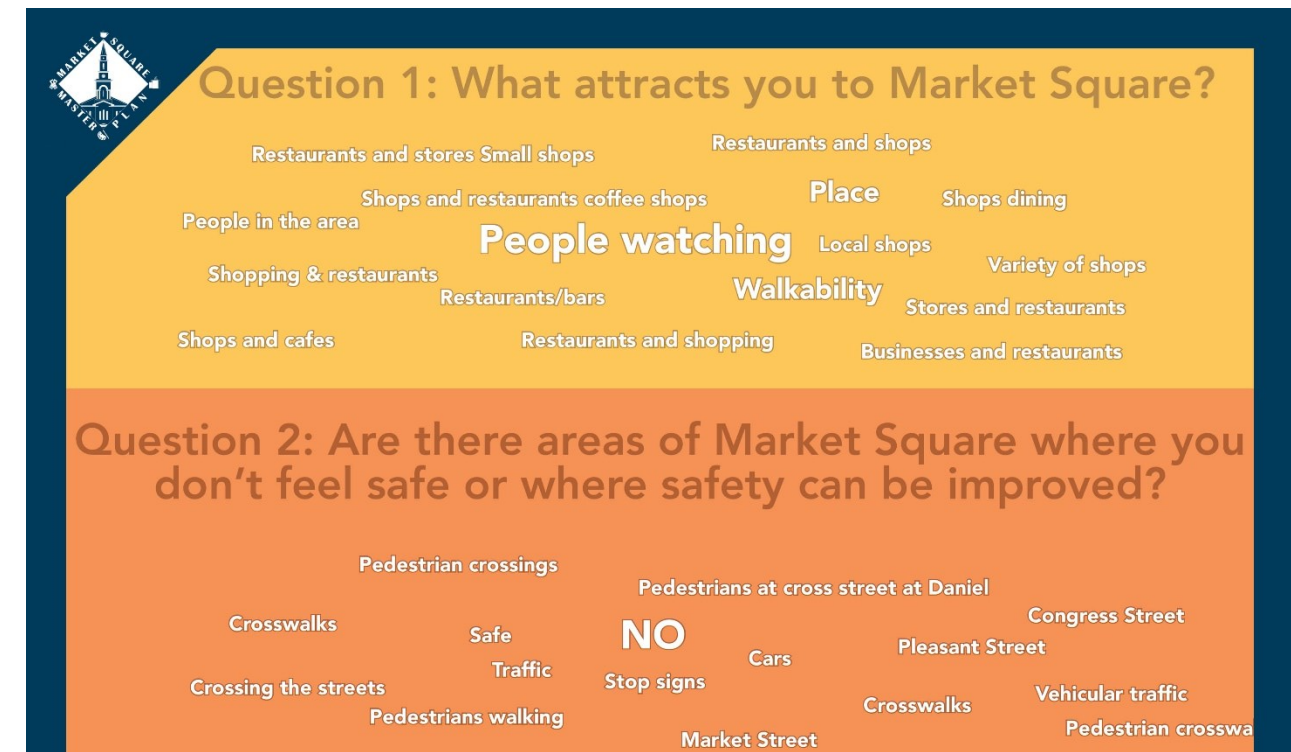 MARKET SQUARE
MASTER PLAN
Question 1: What attracts you to Market Square?
Restaurants and stores Small shops
Restaurants and shops
Shops and restaurants coffee shops
Place
Shops dining
People in the area
People watching
Local shops
Variety of shops
Shopping & restaurants
Restaurants/bars
Walkability
Stores and restaurants
Shops and cafes
Restaurants and shopping
Businesses and restaurants
Question 2: Are there areas of Market Square where you
don't feel safe or where safety can be improved?
Pedestrian crossings
Pedestrians at cross street at Daniel
Congress Street
Crosswalks
Safe
NO
Pleasant Street
Cars
Traffic
Stop signs
Crossing the streets
Vehicular traffic
Crosswalks
Pedestrians walking
Pedestrian crosswa
Market Street